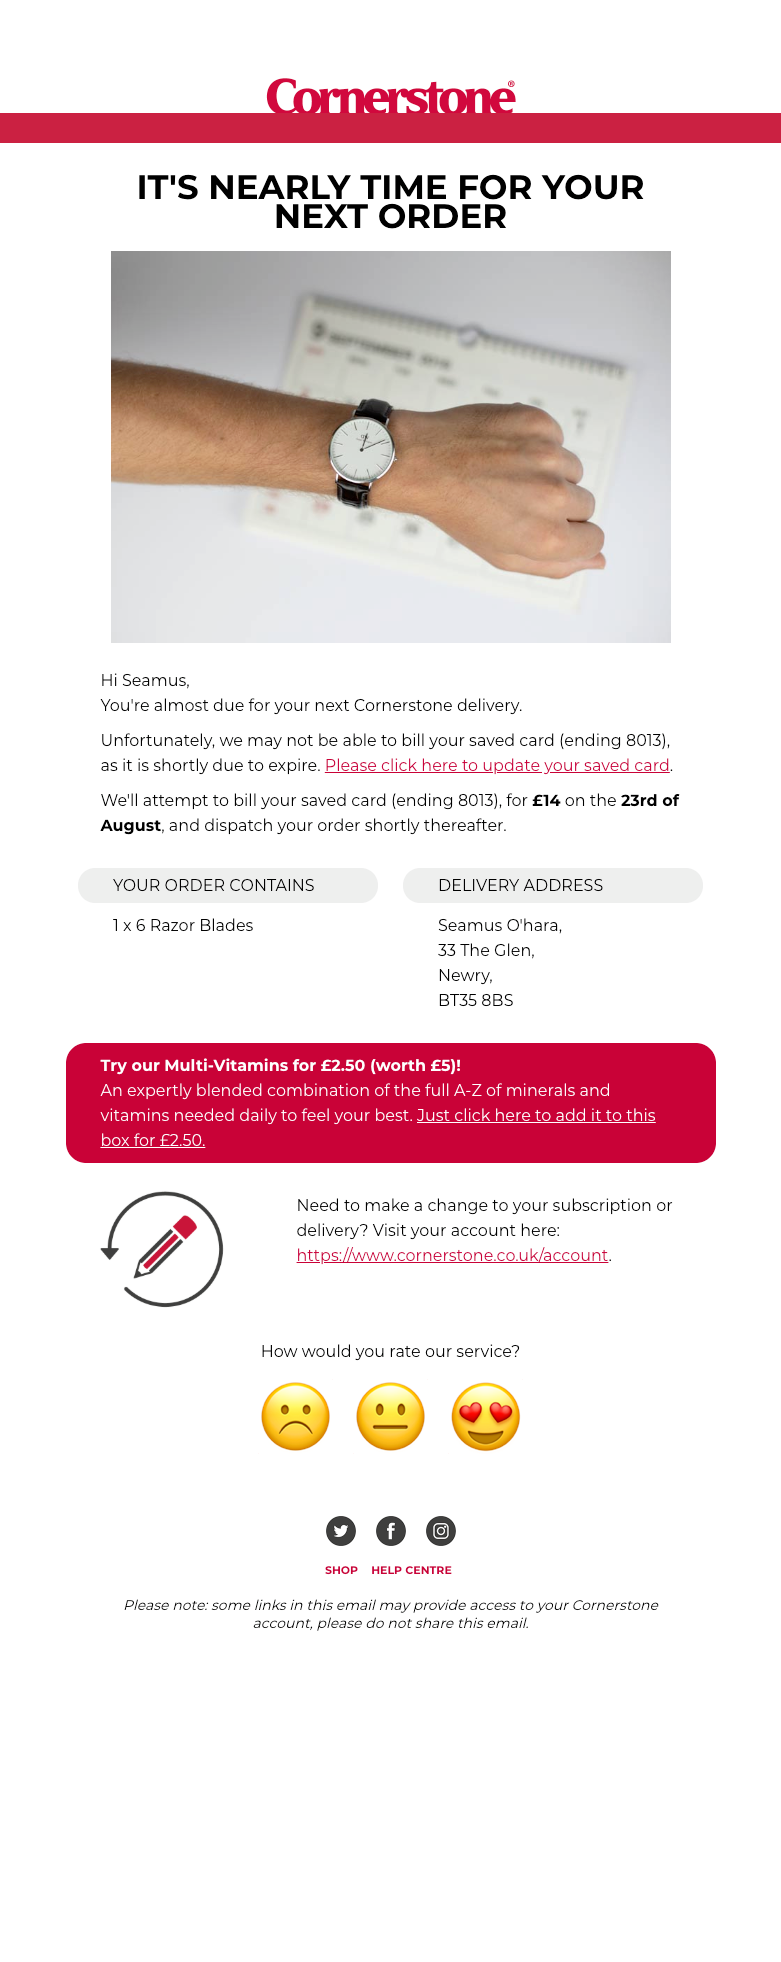 Cornerstone®
IT'S NEARLY TIME FOR YOUR
NEXT ORDER
SEPTEMBER
Hi Seamus,
You're almost due for your next Cornerstone delivery.
Unfortunately, we may not be able to bill your saved card (ending 8013),
as it is shortly due to expire. Please click here to update your saved card.
We'll attempt to bill your saved card (ending 8013), for £14 on the 23rd of
August, and dispatch your order shortly thereafter.
YOUR ORDER CONTAINS
1 x 6 Razor Blades
DELIVERY ADDRESS
Seamus O'hara,
33 The Glen,
Newry,
BT35 8BS
Try our Multi-Vitamins for £2.50 (worth £5)!
An expertly blended combination of the full A-Z of minerals and
vitamins needed daily to feel your best. Just click here to add it to this
box for £2.50.
Need to make a change to your subscription or
delivery? Visit your account here:
https://www.cornerstone.co.uk/account.
How would you rate our service?
SHOP HELP CENTRE
Please note: some links in this email may provide access to your Cornerstone
account, please do not share this email.